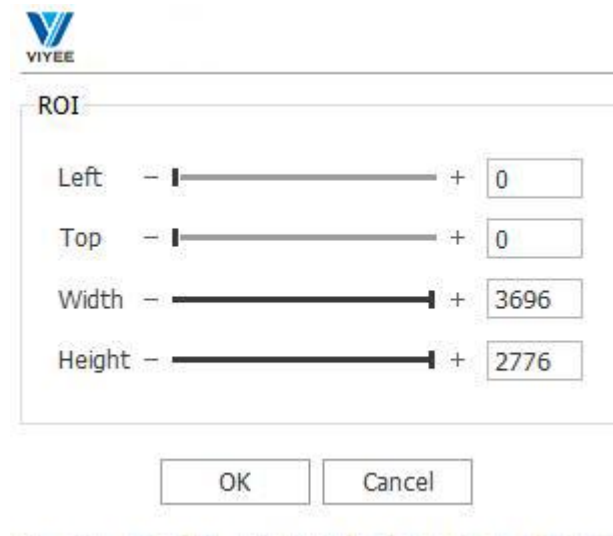 VIYEE
ROI
Left - + 0
Top - + 0
Width - + 3696
Height - + 2776
OK Cancel